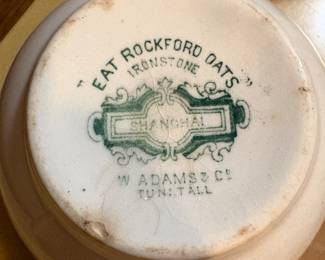 "EAT ROCKFORD OATS"
IRONSTONE
SHANGHAI
W ADAMS & Co
TUNSTALL